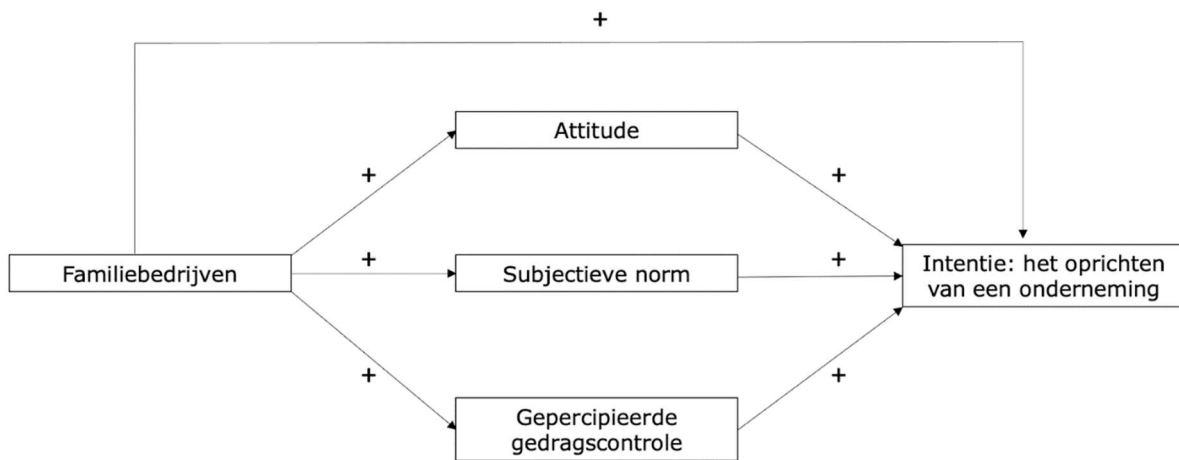 +
Attitude
+
+
Familiebedrijven
+
Subjectieve norm
+
Intentie: het oprichten
van een onderneming
+
+
Gepercipieerde
gedragscontrole